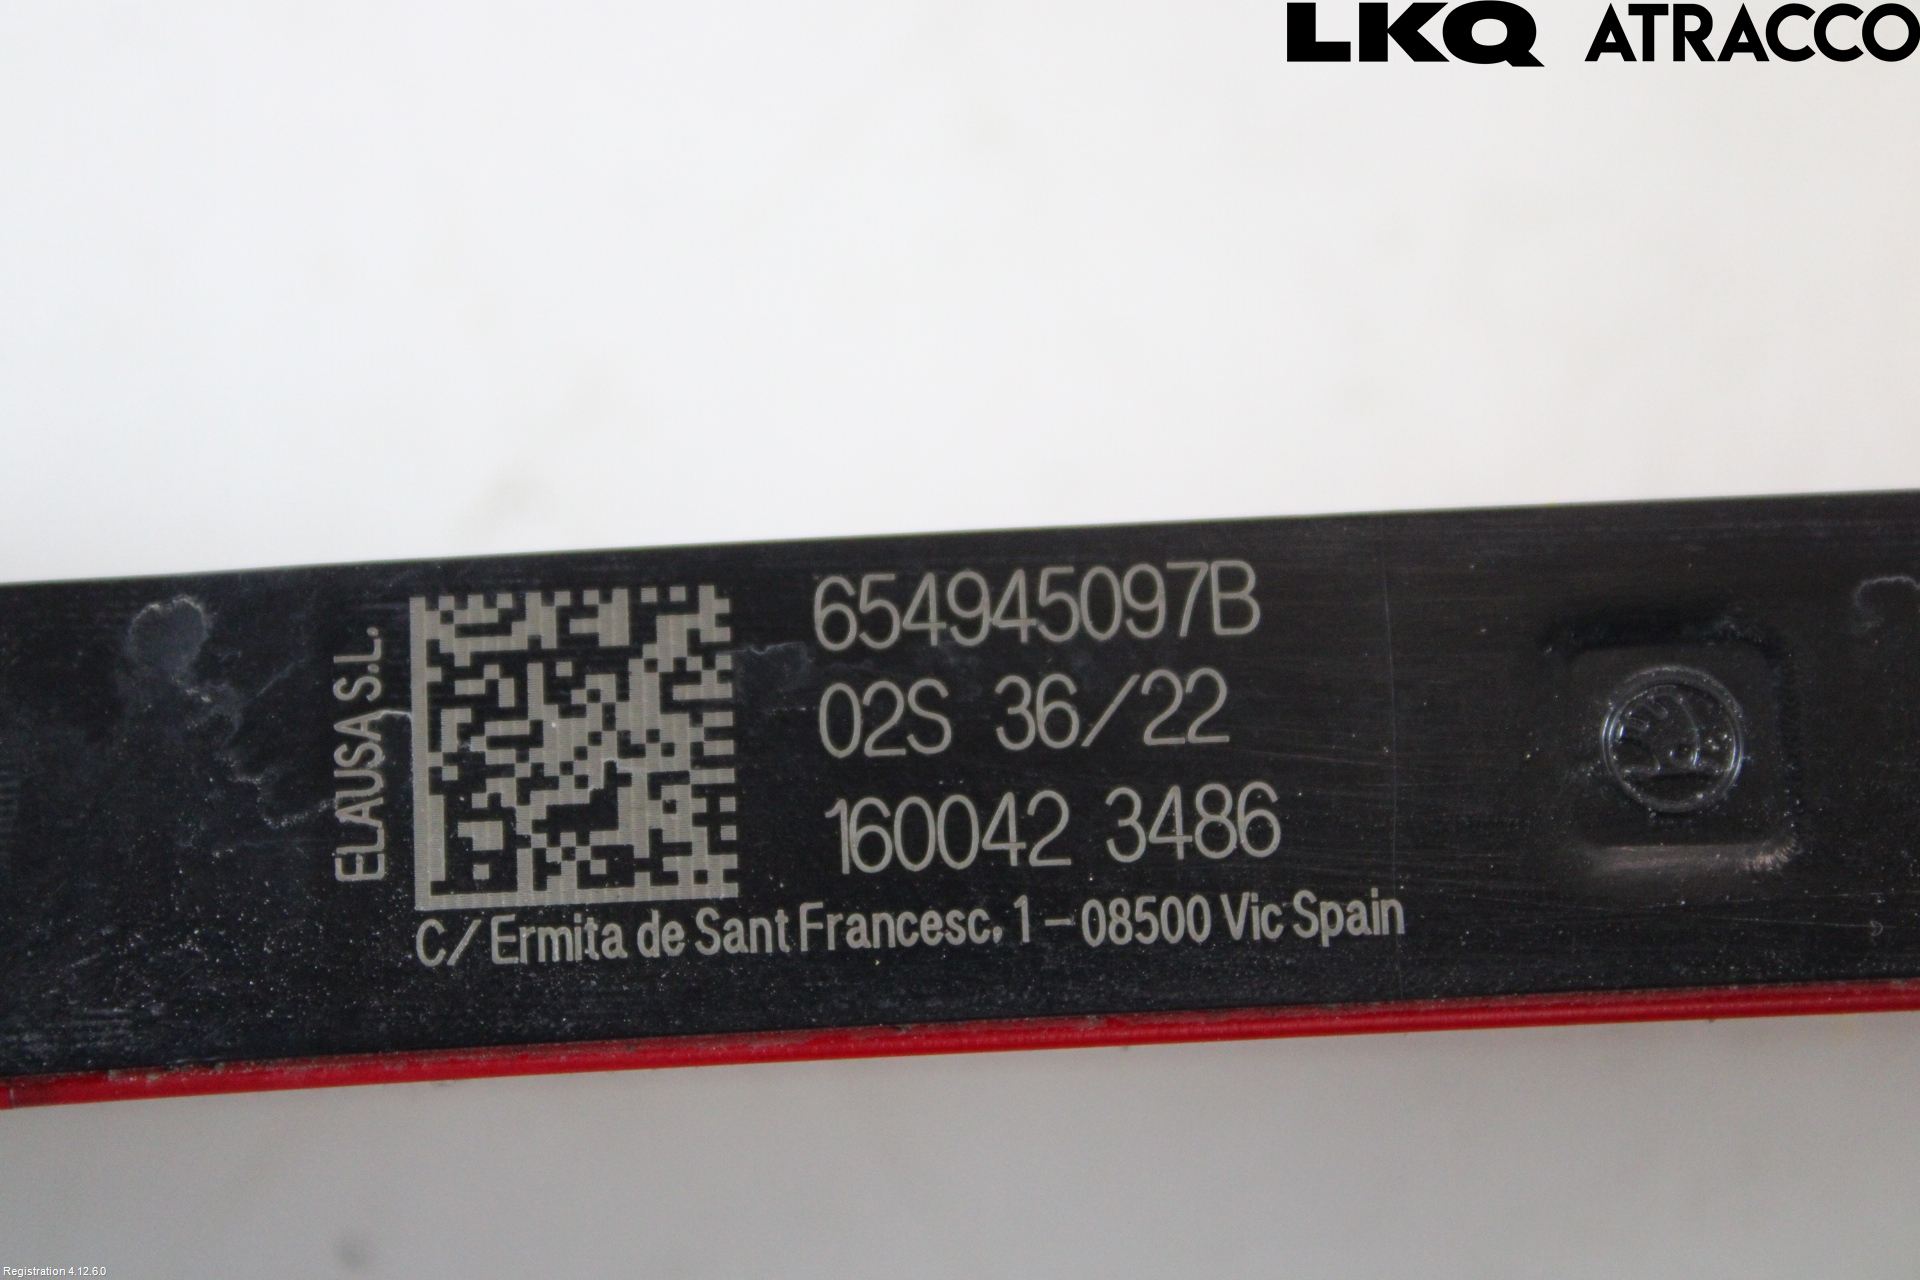 LKQ ATRACCO
ELAUSA S.L.
654945097B
02S 36/22
160042 3486
C/ Ermita de Sant Francesc, 1 - 08500 Vic Spain
Registration 4.12.6.0